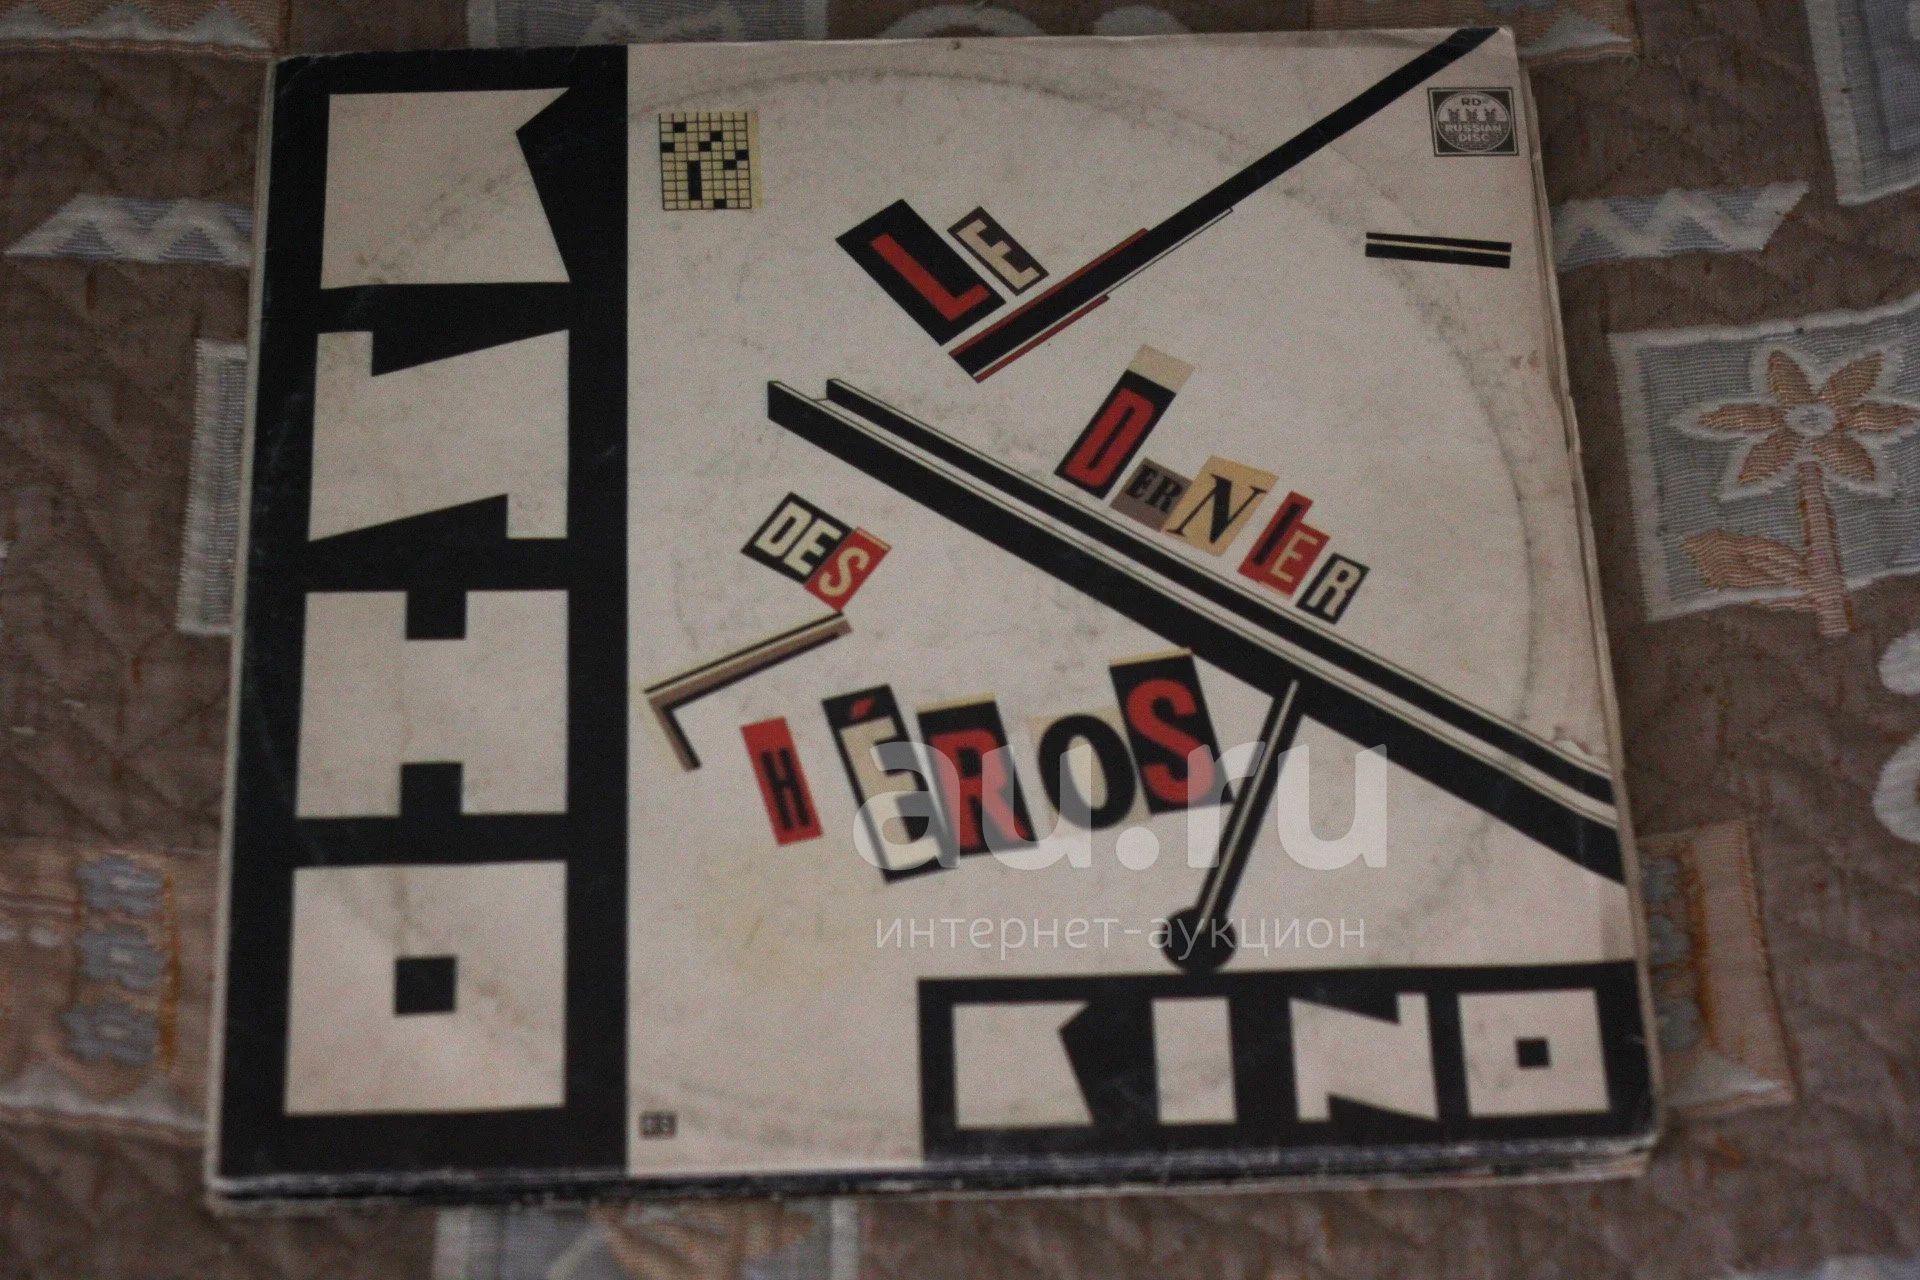 КИНО
RD
RUSSIAN
DISC
LE
DERNIER
DES
HÉROS
KINO
au.ru
интернет-аукцион